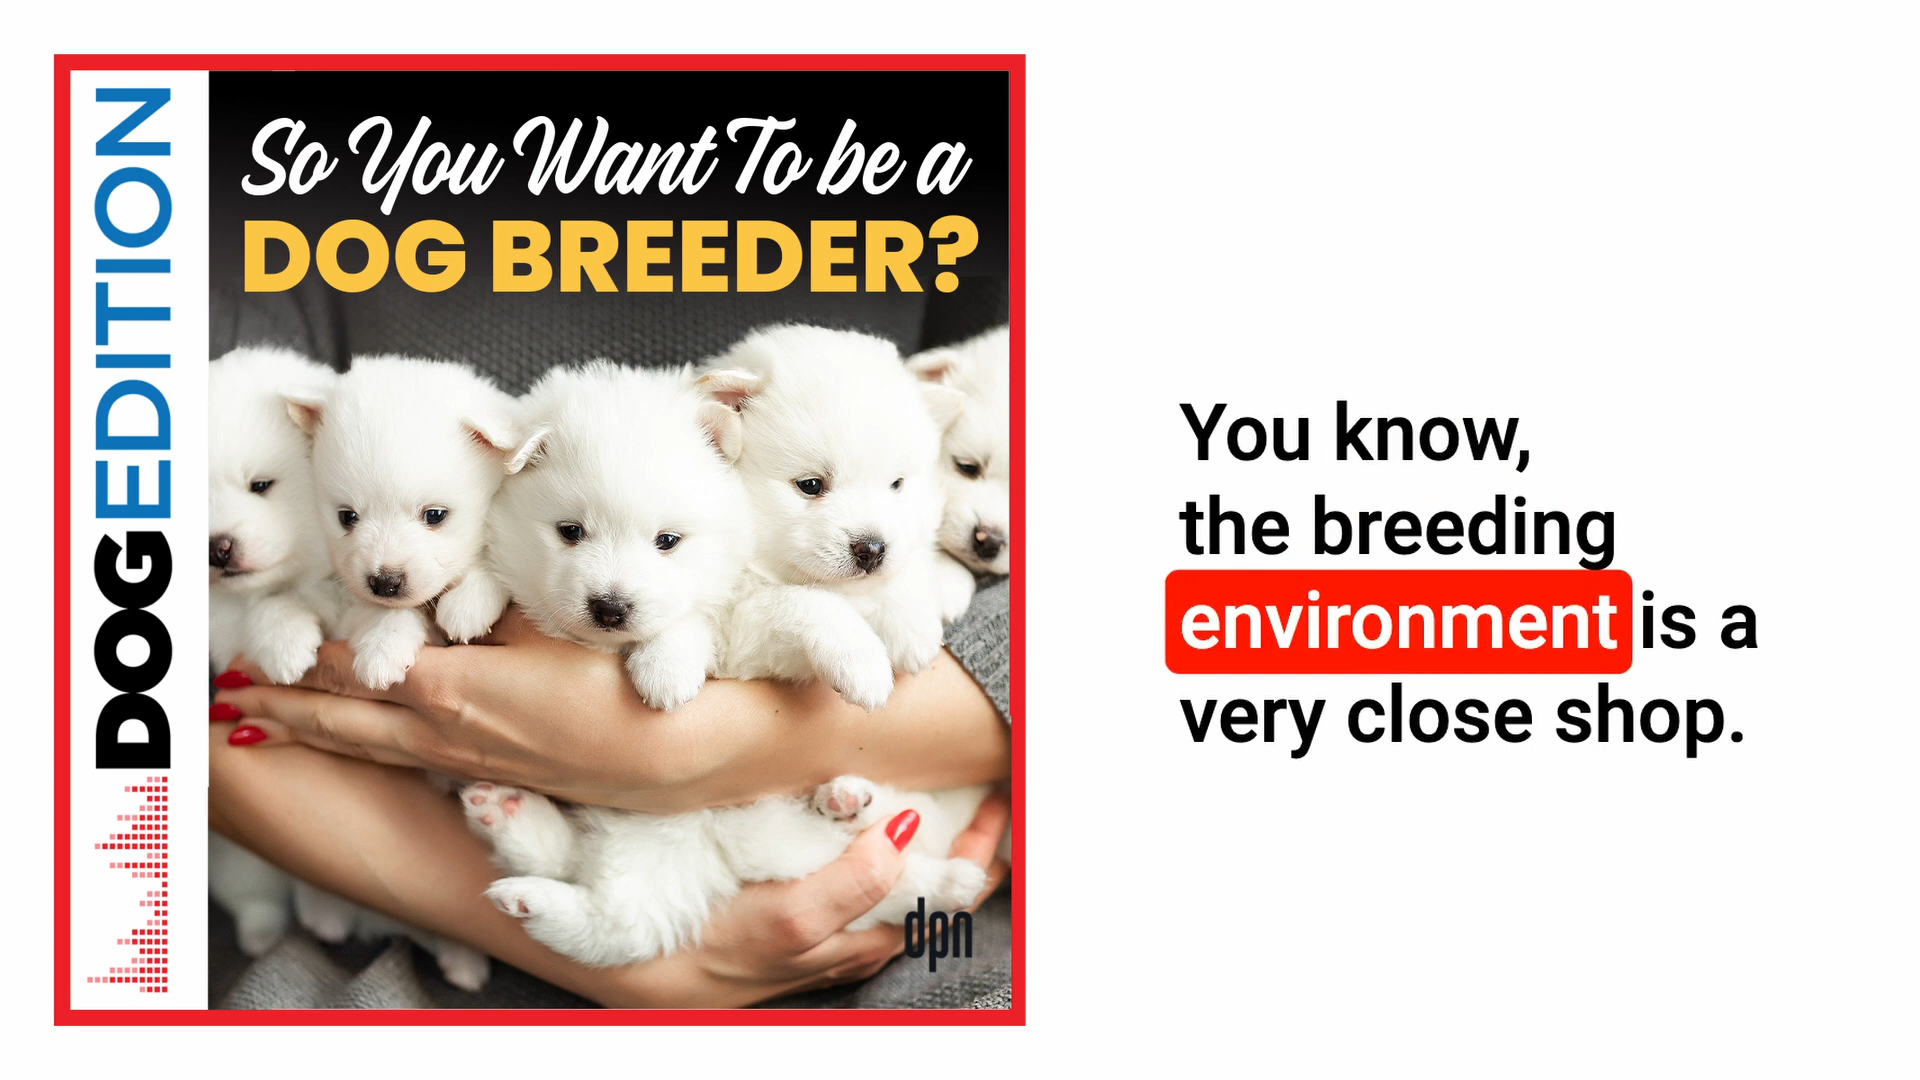 DOGEDITION
So You Want To be a
DOG BREEDER?
dpn
You know,
the breeding
environment is a
very close shop.